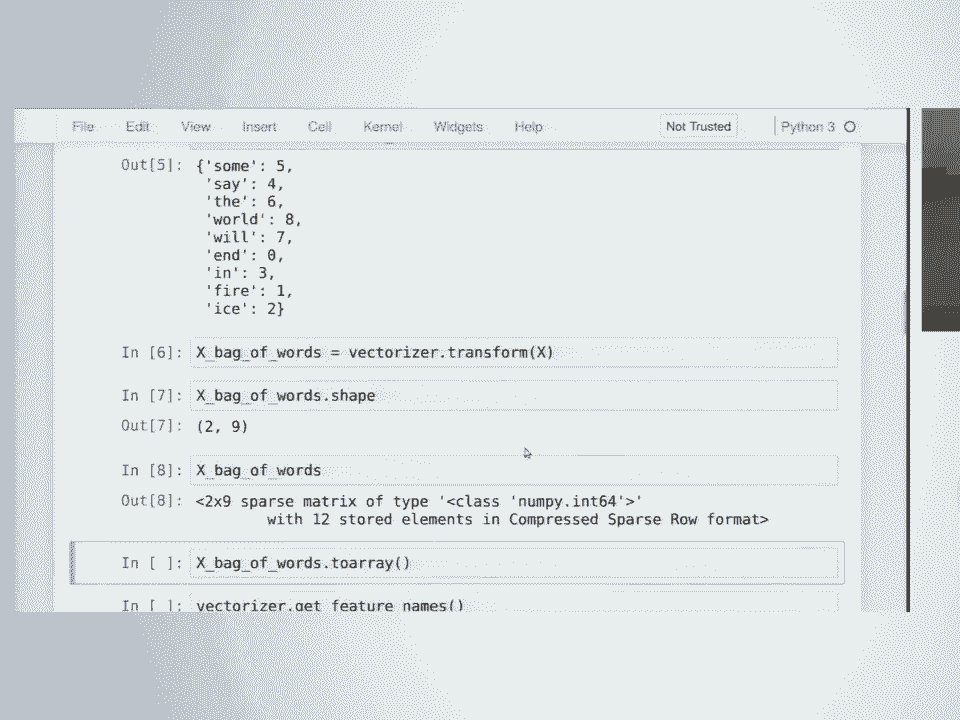 File Edit View Insert Cell Kernel Widgets Help Not Trusted Python 3
Out[5]: {'some': 5,
'say': 4,
'the': 6,
'world': 8,
'will': 7,
'end': 0,
'in': 3,
'fire': 1,
'ice': 2}
In [6]: X_bag_of_words = vectorizer.transform(X)
In [7]: X_bag_of_words.shape
Out[7]: (2, 9)
In [8]: X_bag_of_words
Out[8]: <2x9 sparse matrix of type '<class 'numpy.int64'>'
with 12 stored elements in Compressed Sparse Row format>
In [ ]: X_bag_of_words.toarray()
In [ ]: vectorizer.get_feature_names()